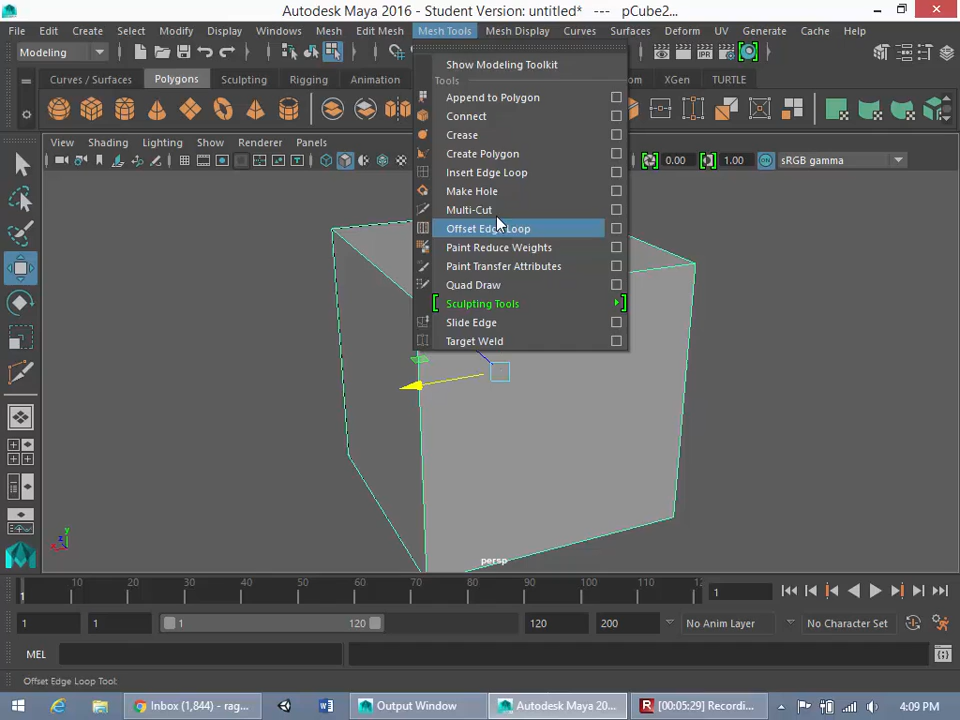 Autodesk Maya 2016 - Student Version: untitled* --- pCube2...
File Edit Create Select Modify Display Windows Mesh Edit Mesh Mesh Tools Mesh Display Curves Surfaces Deform UV Generate Cache Help
Modeling
Curves / Surfaces Polygons Sculpting Rigging Animation XGen TURTLE
View Shading Lighting Show Renderer Panels
0.00 1.00 sRGB gamma
Show Modeling Toolkit
Tools
Append to Polygon
Connect
Crease
Create Polygon
Insert Edge Loop
Make Hole
Multi-Cut
Offset Edge Loop
Paint Reduce Weights
Paint Transfer Attributes
Quad Draw
Sculpting Tools
Slide Edge
Target Weld
persp
10 20 30 40 50 60 70 80 90 100 110
1 1
1 1 1 120 120 200 No Anim Layer No Character Set
MEL
Offset Edge Loop Tool:
Inbox (1,844) - rag... Output Window Autodesk Maya 20... [00:05:29] Recordi... 4:09 PM